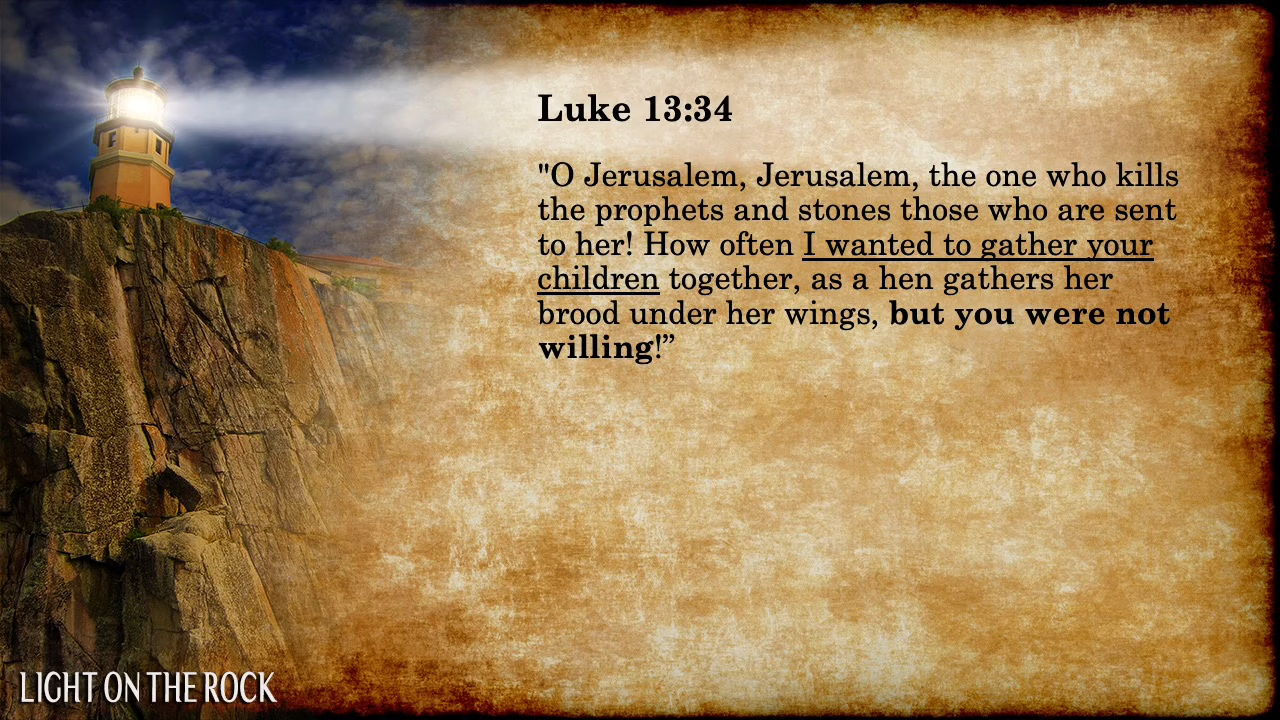 Luke 13:34
"O Jerusalem, Jerusalem, the one who kills
the prophets and stones those who are sent
to her! How often I wanted to gather your
children together, as a hen gathers her
brood under her wings, but you were not
willing!”
LIGHT ON THE ROCK